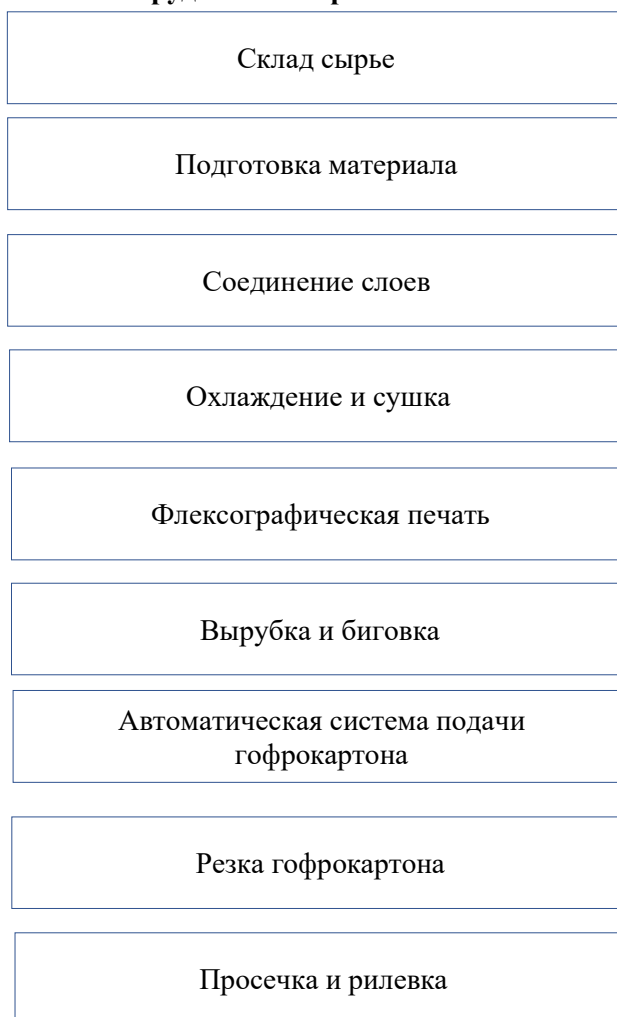 Склад сырье
Подготовка материала
Соединение слоев
Охлаждение и сушка
Флексографическая печать
Вырубка и биговка
Автоматическая система подачи
гофрокартона
Резка гофрокартона
Просечка и рилевка